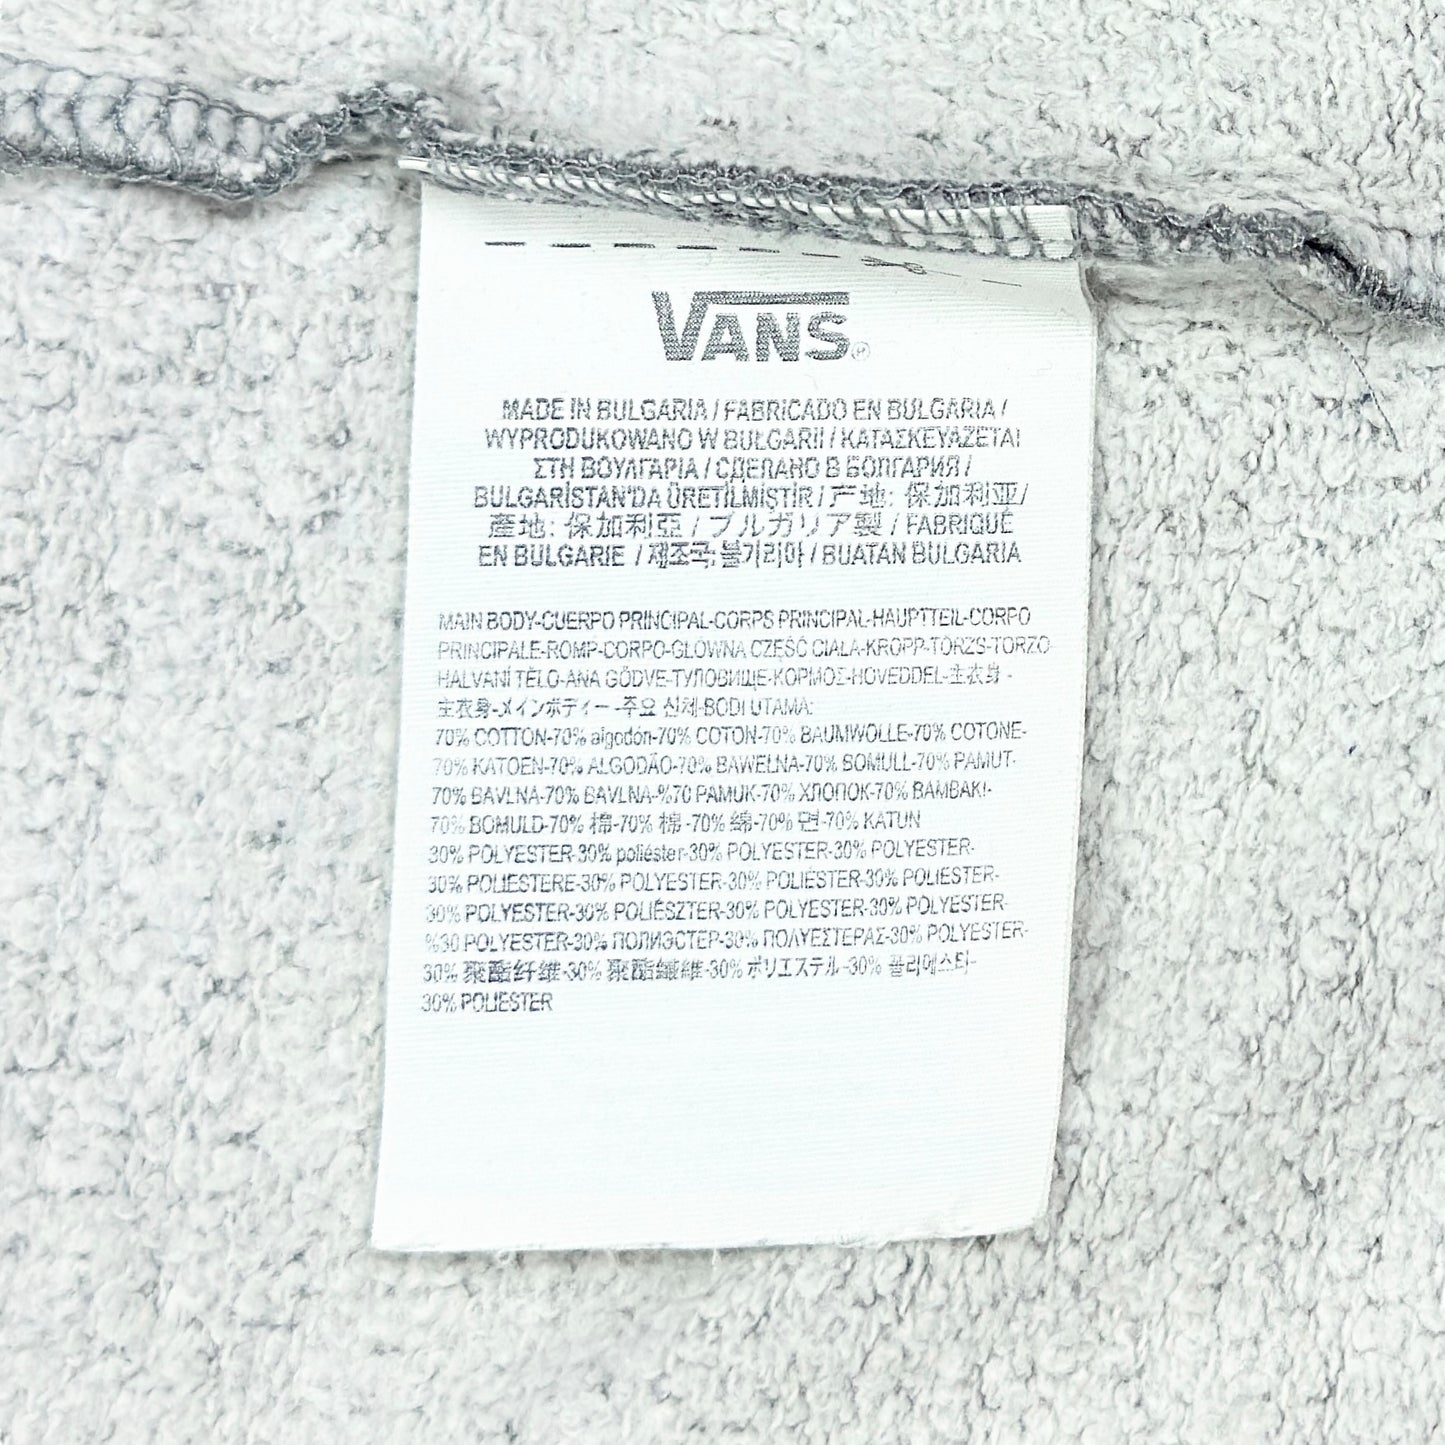 VANS®
MADE IN BULGARIA / FABRICADO EN BULGARIA /
WYPRODUKOWANO W BULGARII / ΚΑΤΑΣΚΕΥΑΖΕΤΑΙ
ΣΤΗ ΒΟΥΛΓΑΡΙΑ / СДЕЛАНО В БОЛГАРИЯ /
BULGARİSTAN'DA ÜRETİLMİŞTİR / 产地: 保加利亚/
產地: 保加利亞 / ブルガリア製 / FABRIQUÉ
EN BULGARIE / 제조국: 불가리아 / BUATAN BULGARIA
MAIN BODY-CUERPO PRINCIPAL-CORPS PRINCIPAL-HAUPTTEIL-CORPO
PRINCIPALE-ROMP-CORPO-GŁÓWNA CZĘŚĆ CIAŁA-KROPP-TÖRZS-TORZO
HALVANÍ TĚLO-ANA GÖDVE-ТУЛОВИЩЕ-ΚΟΡΜΟΣ-HOVEDDEL-主衣身 -
主衣身-メインボディー -주요 신체-BODI UTAMA:
70% COTTON-70% algodón-70% COTON-70% BAUMWOLLE-70% COTONE-
70% KATOEN-70% ALGODÃO-70% BAWEŁNA-70% BOMULL-70% PAMUT-
70% BAVLNA-70% BAVLNA-%70 PAMUK-70% ХЛОПОК-70% ΒΑΜΒΑΚΙ-
70% BOMULD-70% 棉-70% 棉 -70% 綿-70% 면-70% KATUN
30% POLYESTER-30% poliéster-30% POLYESTER-30% POLYESTER-
30% POLIESTERE-30% POLYESTER-30% POLIÉSTER-30% POLIESTER-
30% POLYESTER-30% POLIÉSZTER-30% POLYESTER-30% POLYESTER-
%30 POLYESTER-30% ПОЛИЭСТЕР-30% ΠΟΛΥΕΣΤΕΡΑΣ-30% POLYESTER-
30% 聚酯纤维-30% 聚酯纖維-30% ポリエステル -30% 폴리에스터-
30% POLIESTER